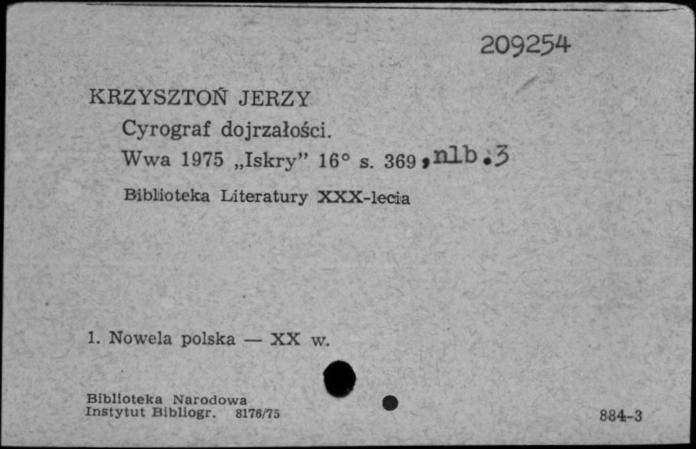 209254
KRZYSZTOŃ JERZY
Cyrograf dojrzałości.
Wwa 1975 „Iskry” 16° s. 369, nlb. 3
Biblioteka Literatury XXX-lecia
1. Nowela polska — XX w.
Biblioteka Narodowa
Instytut Bibliogr. 8176/75
884-3